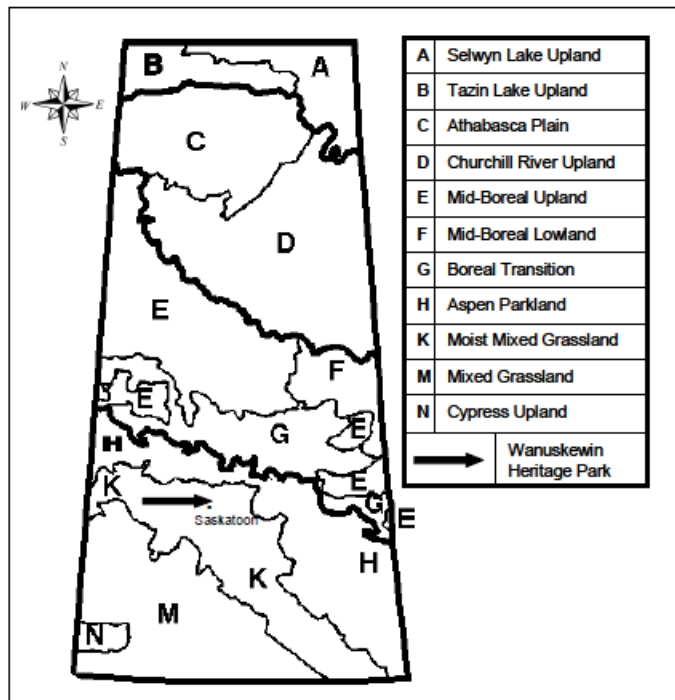 N
W E
S
B
A
C
D
E
F
E
G
E
H
E
K
G
E
Saskatoon
H
K
M
N
A Selwyn Lake Upland
B Tazin Lake Upland
C Athabasca Plain
D Churchill River Upland
E Mid-Boreal Upland
F Mid-Boreal Lowland
G Boreal Transition
H Aspen Parkland
K Moist Mixed Grassland
M Mixed Grassland
N Cypress Upland
Wanuskewin
Heritage Park